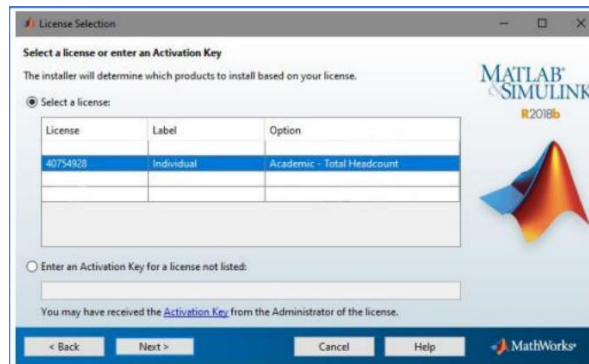 License Selection
Select a license or enter an Activation Key
The installer will determine which products to install based on your license.
MATLAB®
&SIMULINK®
R2018b
Select a license:
License Label Option
40754928 Individual Academic - Total Headcount
Enter an Activation Key for a license not listed:
You may have received the Activation Key from the Administrator of the license.
< Back Next > Cancel Help MathWorks®